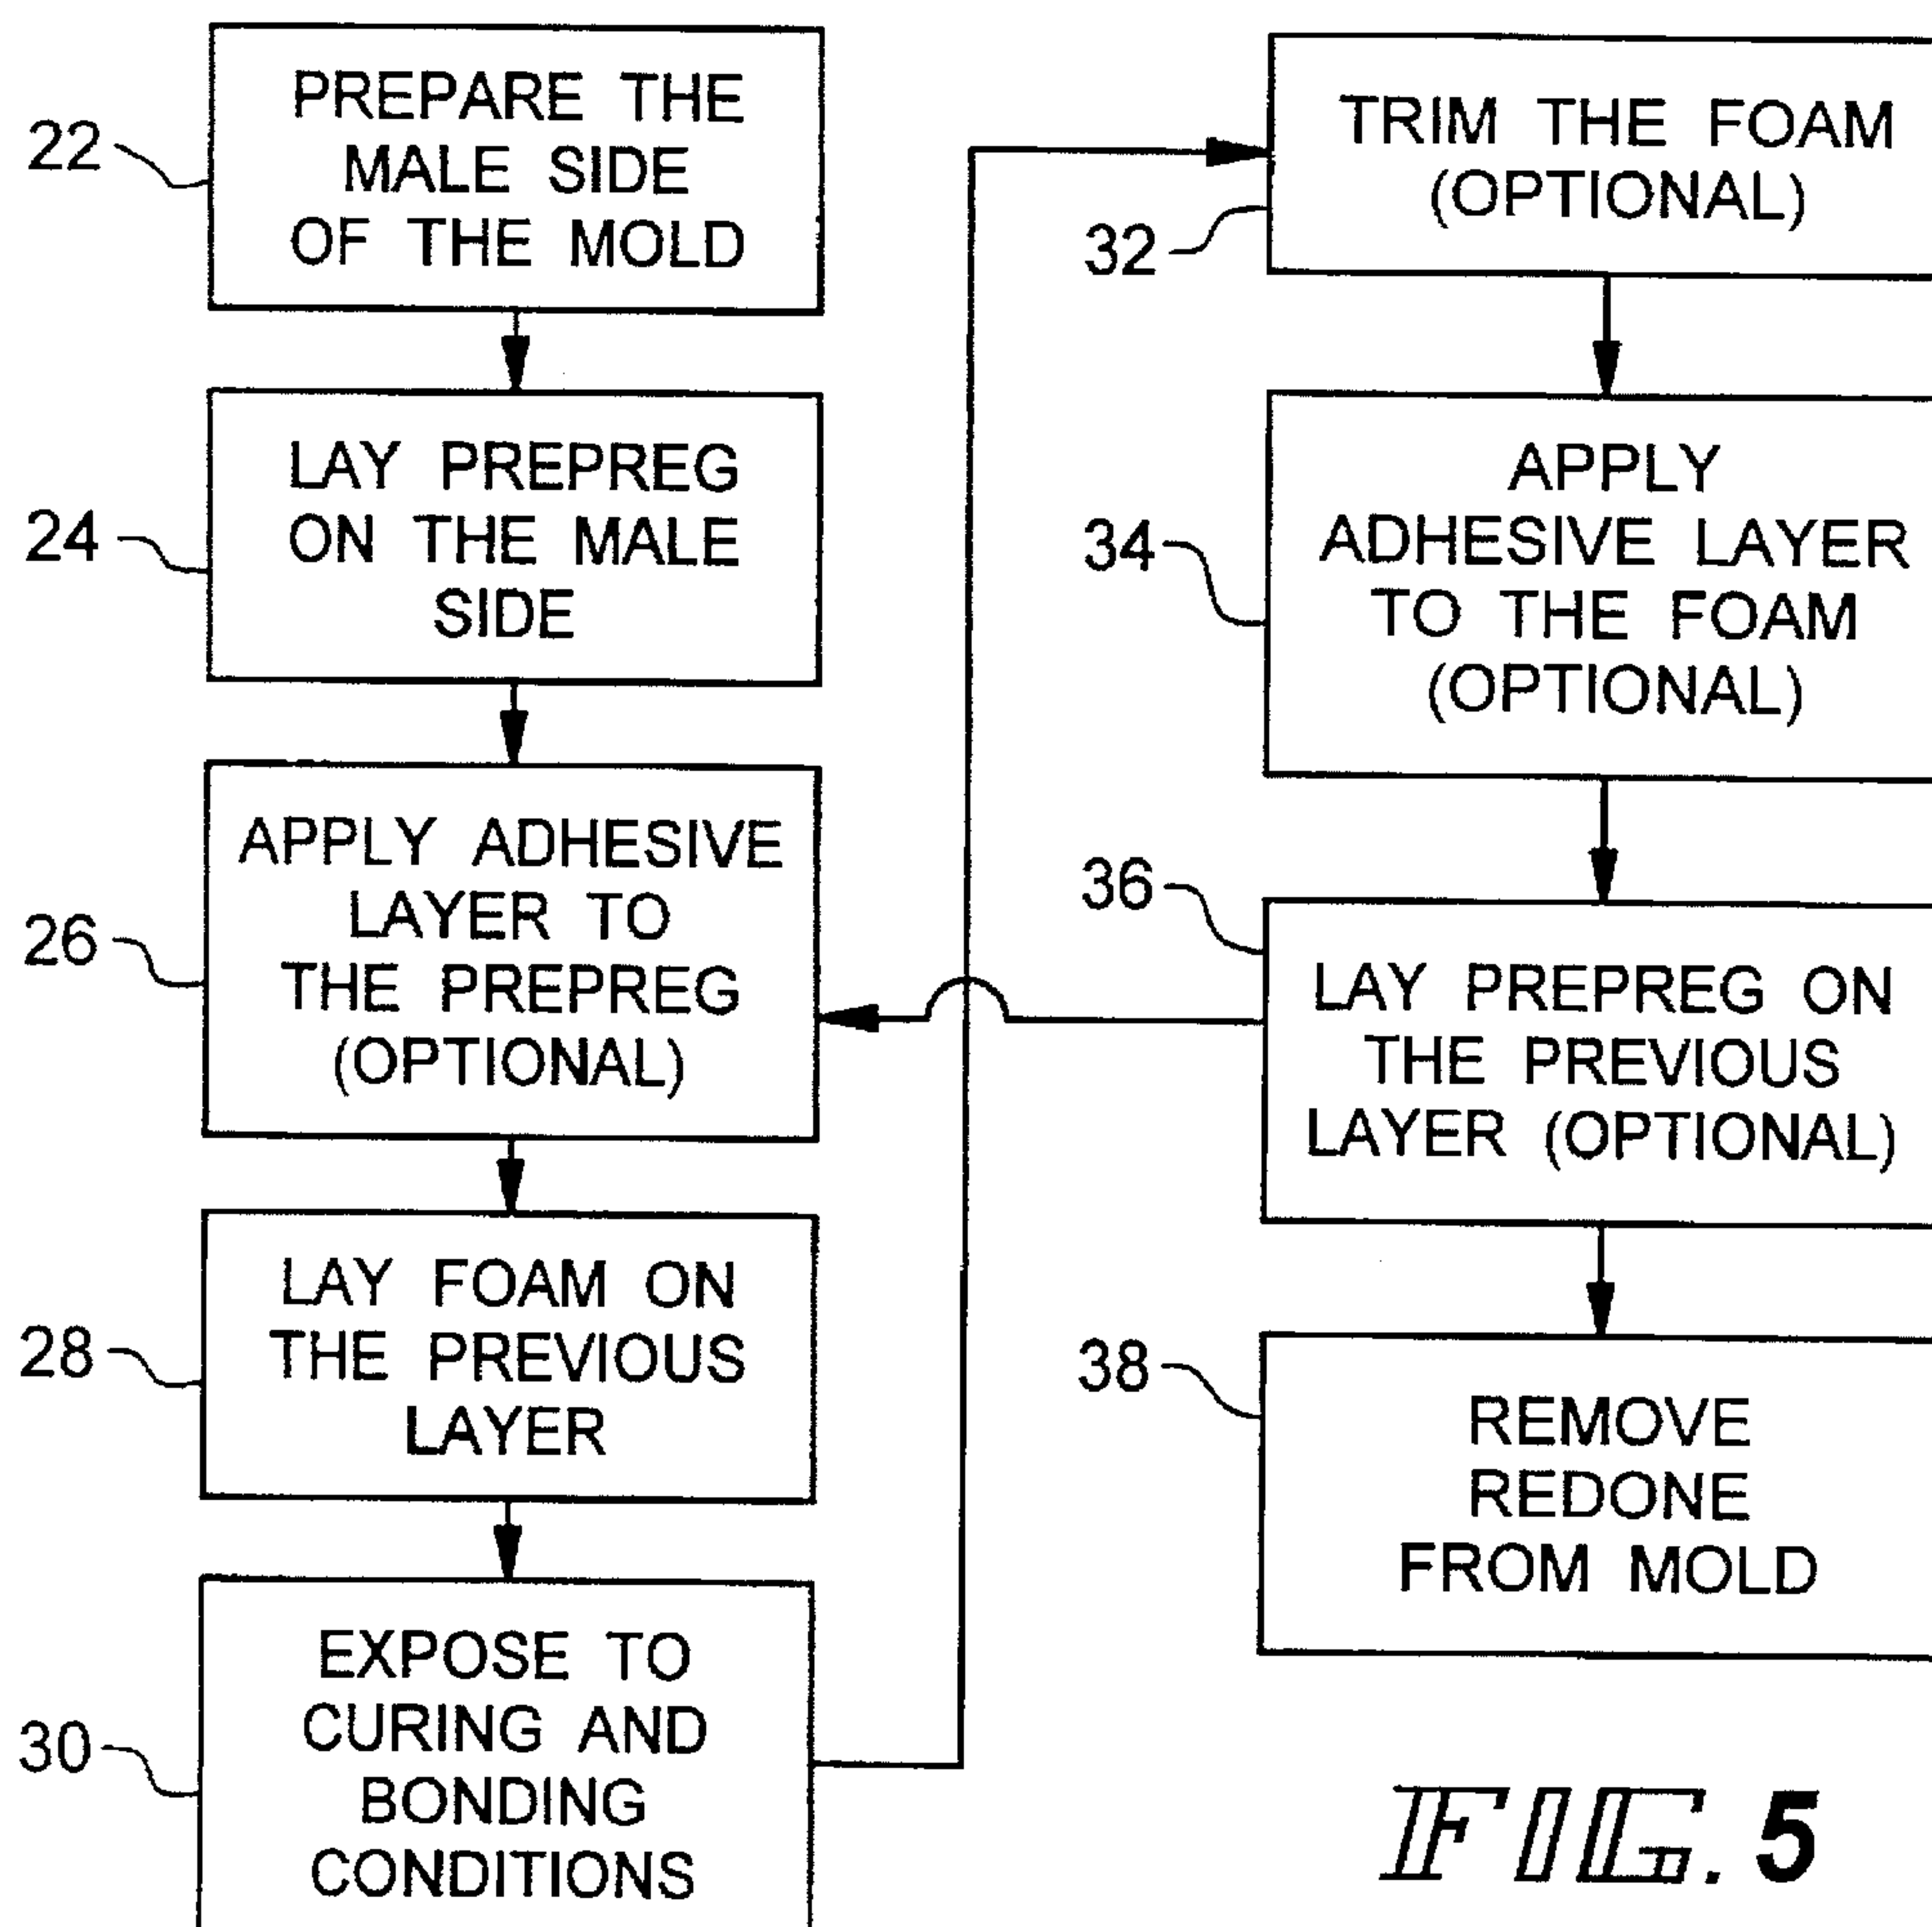 22
PREPARE THE
MALE SIDE
OF THE MOLD
24
LAY PREPREG
ON THE MALE
SIDE
26
APPLY ADHESIVE
LAYER TO
THE PREPREG
(OPTIONAL)
28
LAY FOAM ON
THE PREVIOUS
LAYER
30
EXPOSE TO
CURING AND
BONDING
CONDITIONS
32
TRIM THE FOAM
(OPTIONAL)
34
APPLY
ADHESIVE LAYER
TO THE FOAM
(OPTIONAL)
36
LAY PREPREG ON
THE PREVIOUS
LAYER (OPTIONAL)
38
REMOVE
REDONE
FROM MOLD
FIG. 5